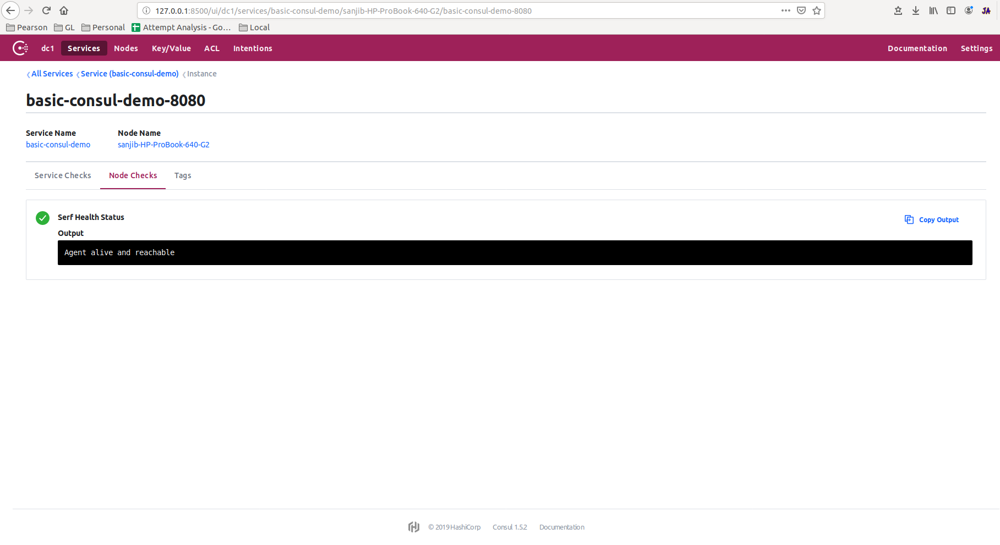 127.0.0.1:8500/ui/dc1/services/basic-consul-demo/sanjib-HP-ProBook-640-G2/basic-consul-demo-8080
JA
Pearson GL Personal Attempt Analysis - Go... Local
dc1 Services Nodes Key/Value ACL Intentions Documentation Settings
All Services Service (basic-consul-demo) Instance
basic-consul-demo-8080
Service Name Node Name
basic-consul-demo sanjib-HP-ProBook-640-G2
Service Checks Node Checks Tags
Serf Health Status
Copy Output
Output
Agent alive and reachable
© 2019 HashiCorp Consul 1.5.2 Documentation